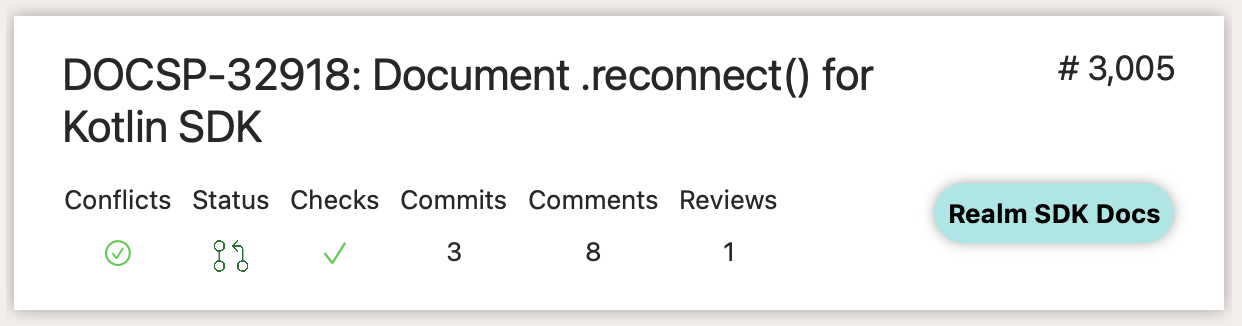 DOCSP-32918: Document .reconnect() for
Kotlin SDK
# 3,005
Conflicts Status Checks Commits Comments Reviews
3 8 1
Realm SDK Docs